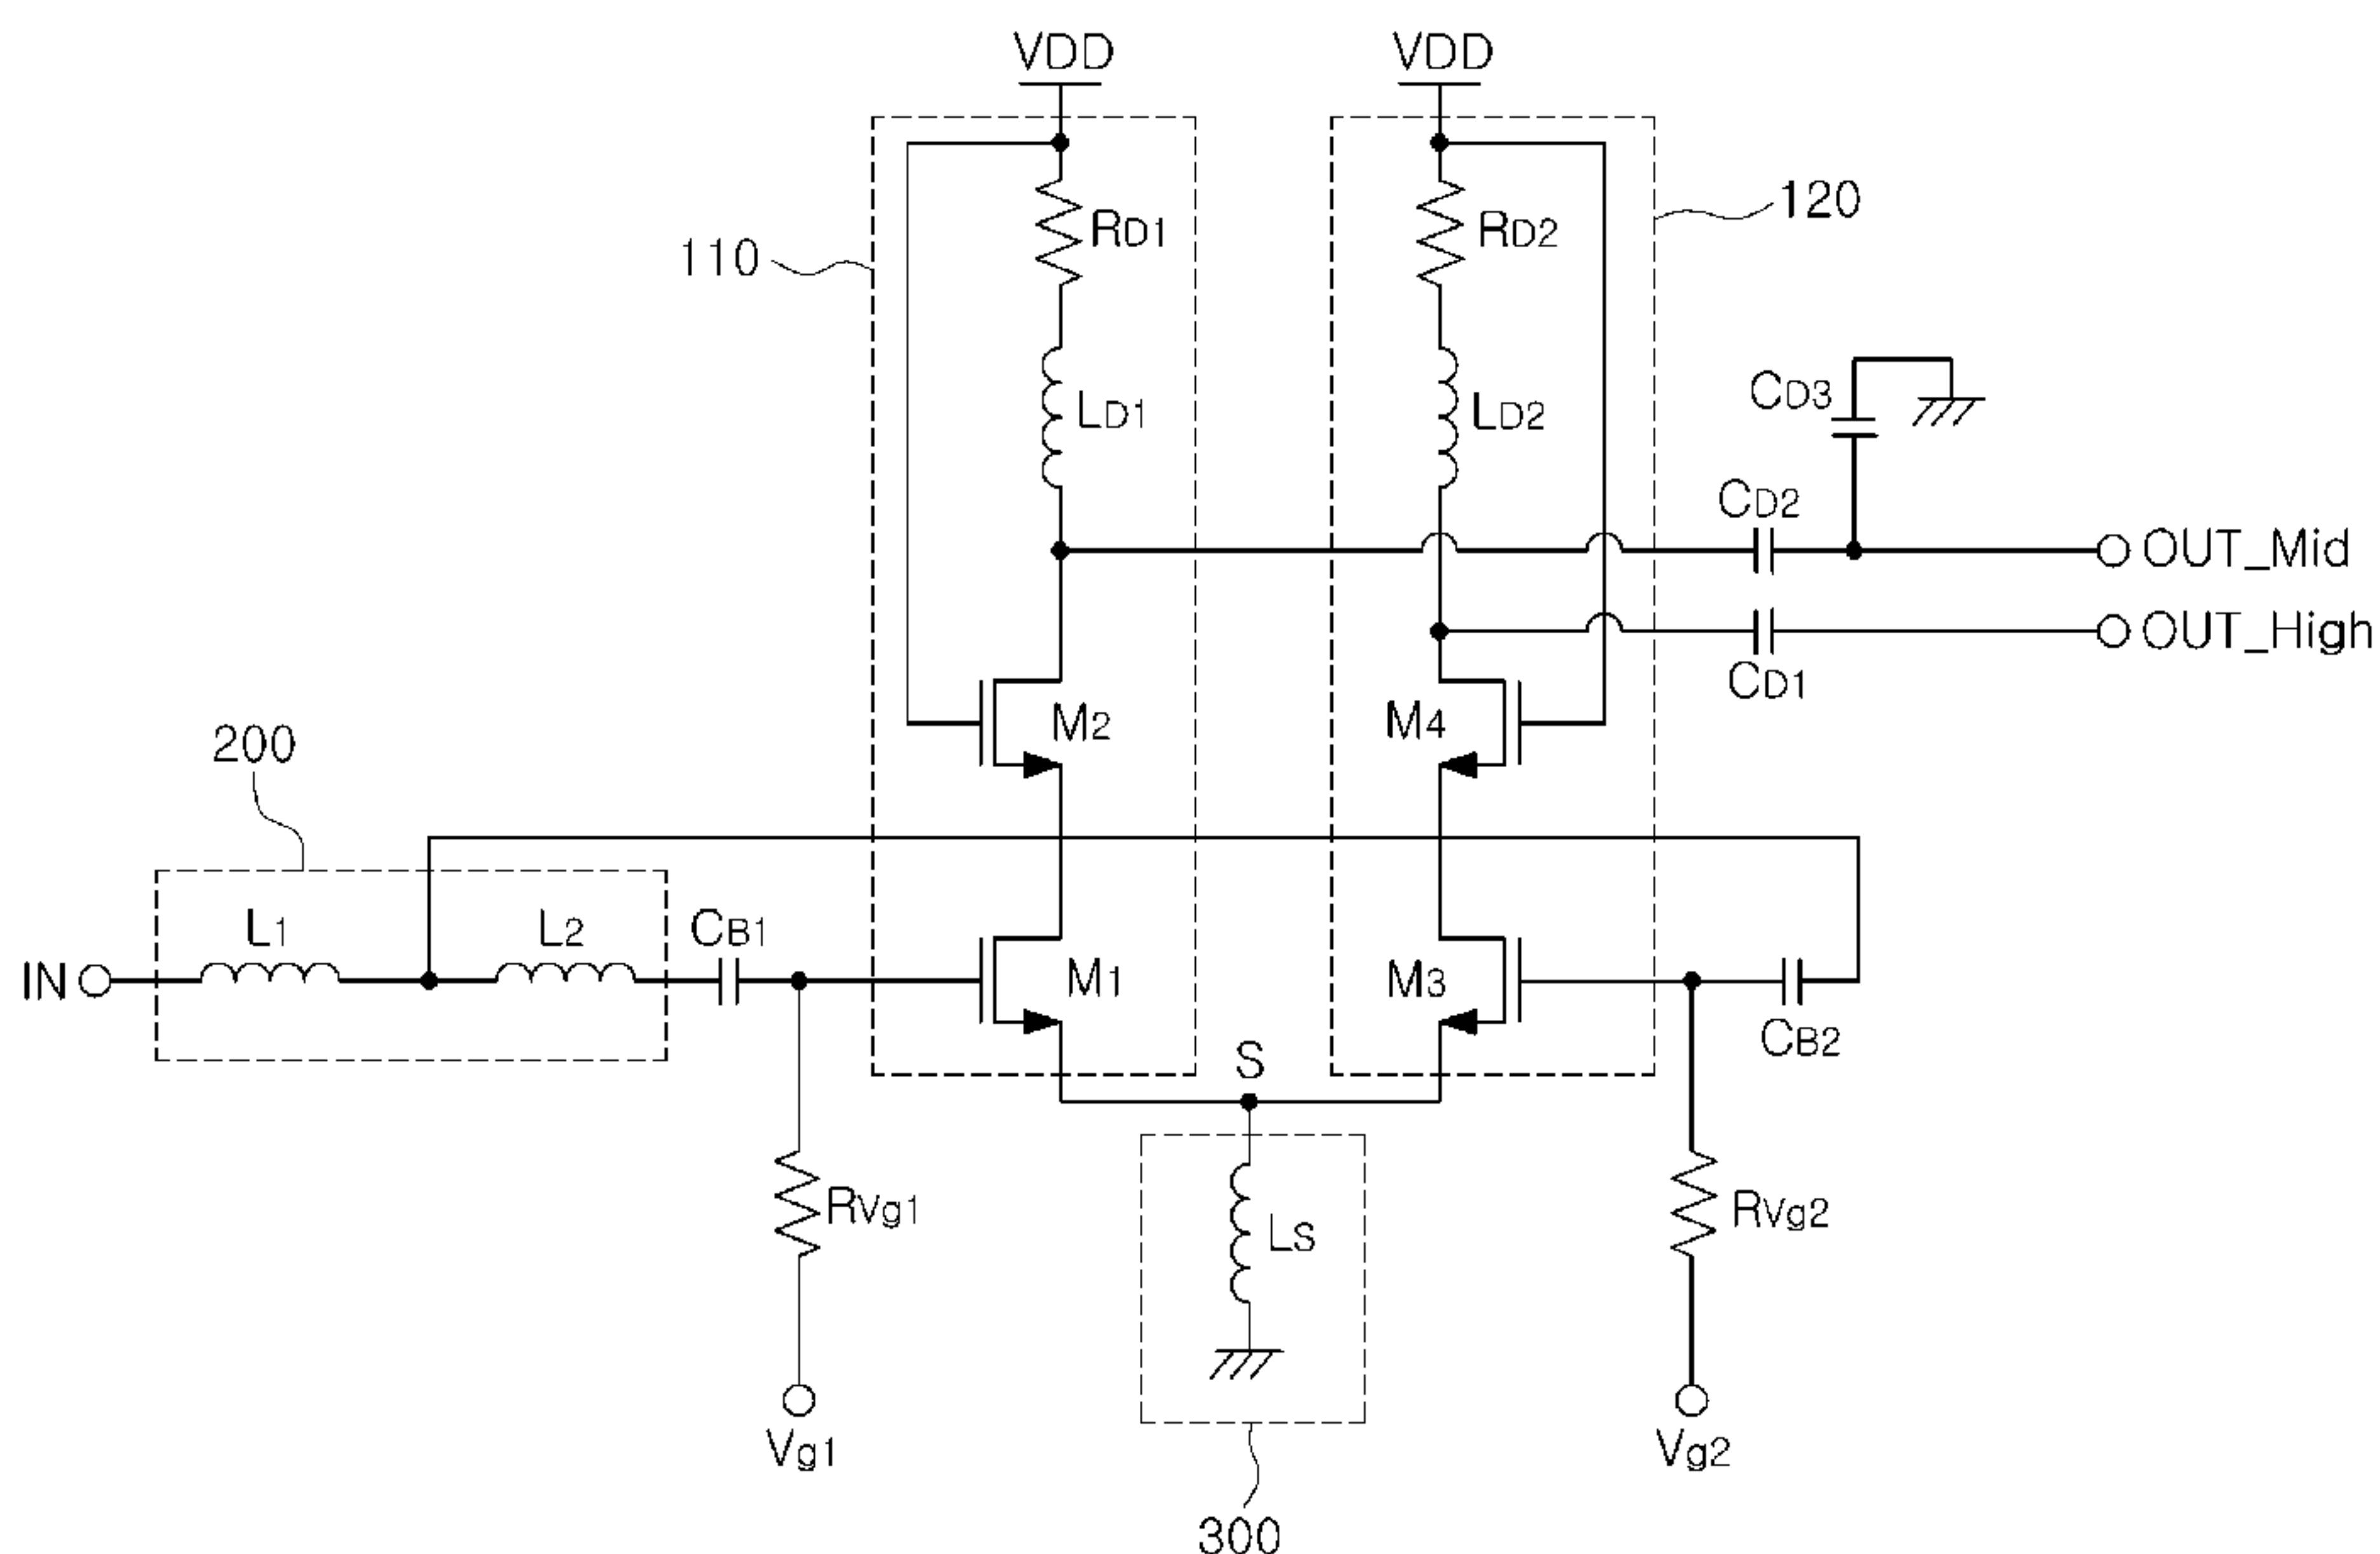 VDD
VDD
110
RD1
RD2
120
LD1
LD2
CD3
CD2
OUT_Mid
OUT_High
CD1
M2
M4
200
L1
L2
CB1
IN
M1
M3
CB2
S
RVg1
LS
RVg2
Vg1
Vg2
300